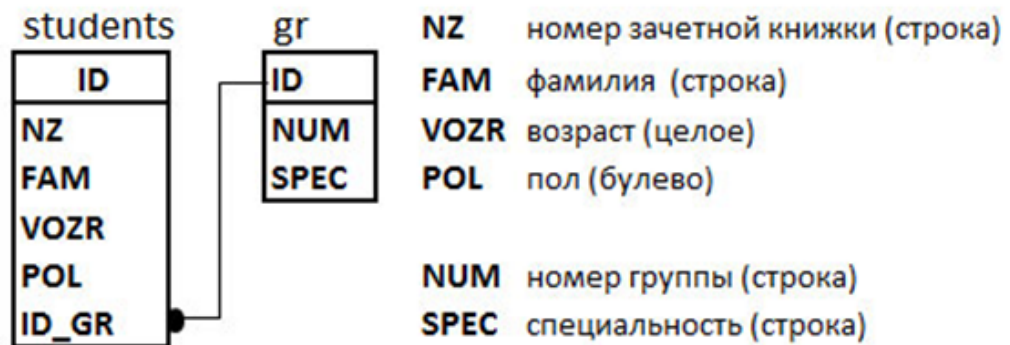 students
ID
NZ
FAM
VOZR
POL
ID_GR
gr
ID
NUM
SPEC
NZ номер зачетной книжки (строка)
FAM фамилия (строка)
VOZR возраст (целое)
POL пол (булево)
NUM номер группы (строка)
SPEC специальность (строка)